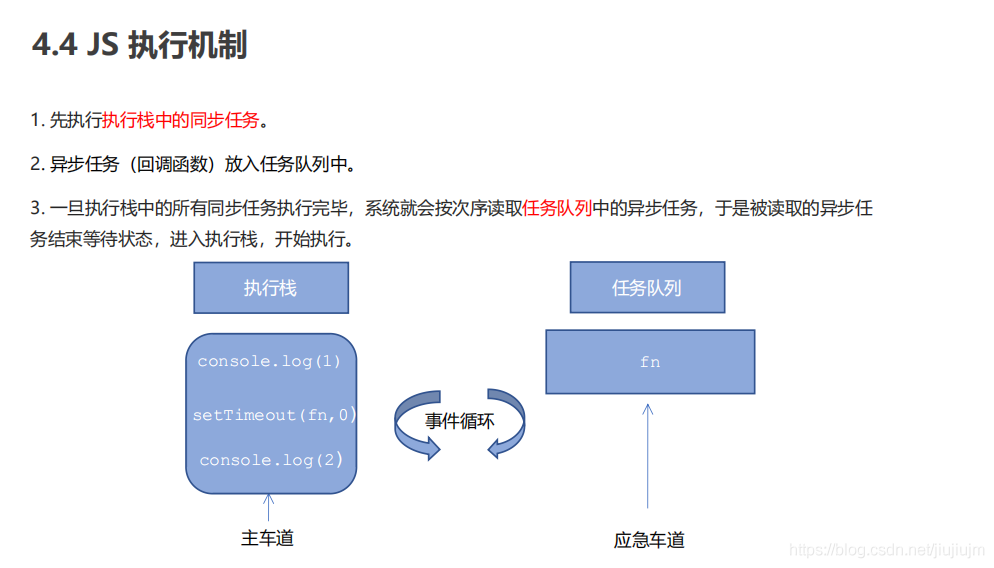 4.4 JS 执行机制
1. 先执行执行栈中的同步任务。
2. 异步任务（回调函数）放入任务队列中。
3. 一旦执行栈中的所有同步任务执行完毕，系统就会按次序读取任务队列中的异步任务，于是被读取的异步任
务结束等待状态，进入执行栈，开始执行。
执行栈
任务队列
console.log(1)
fn
setTimeout(fn,0)
事件循环
console.log(2)
主车道
应急车道
https://blog.csdn.net/jiujiujm